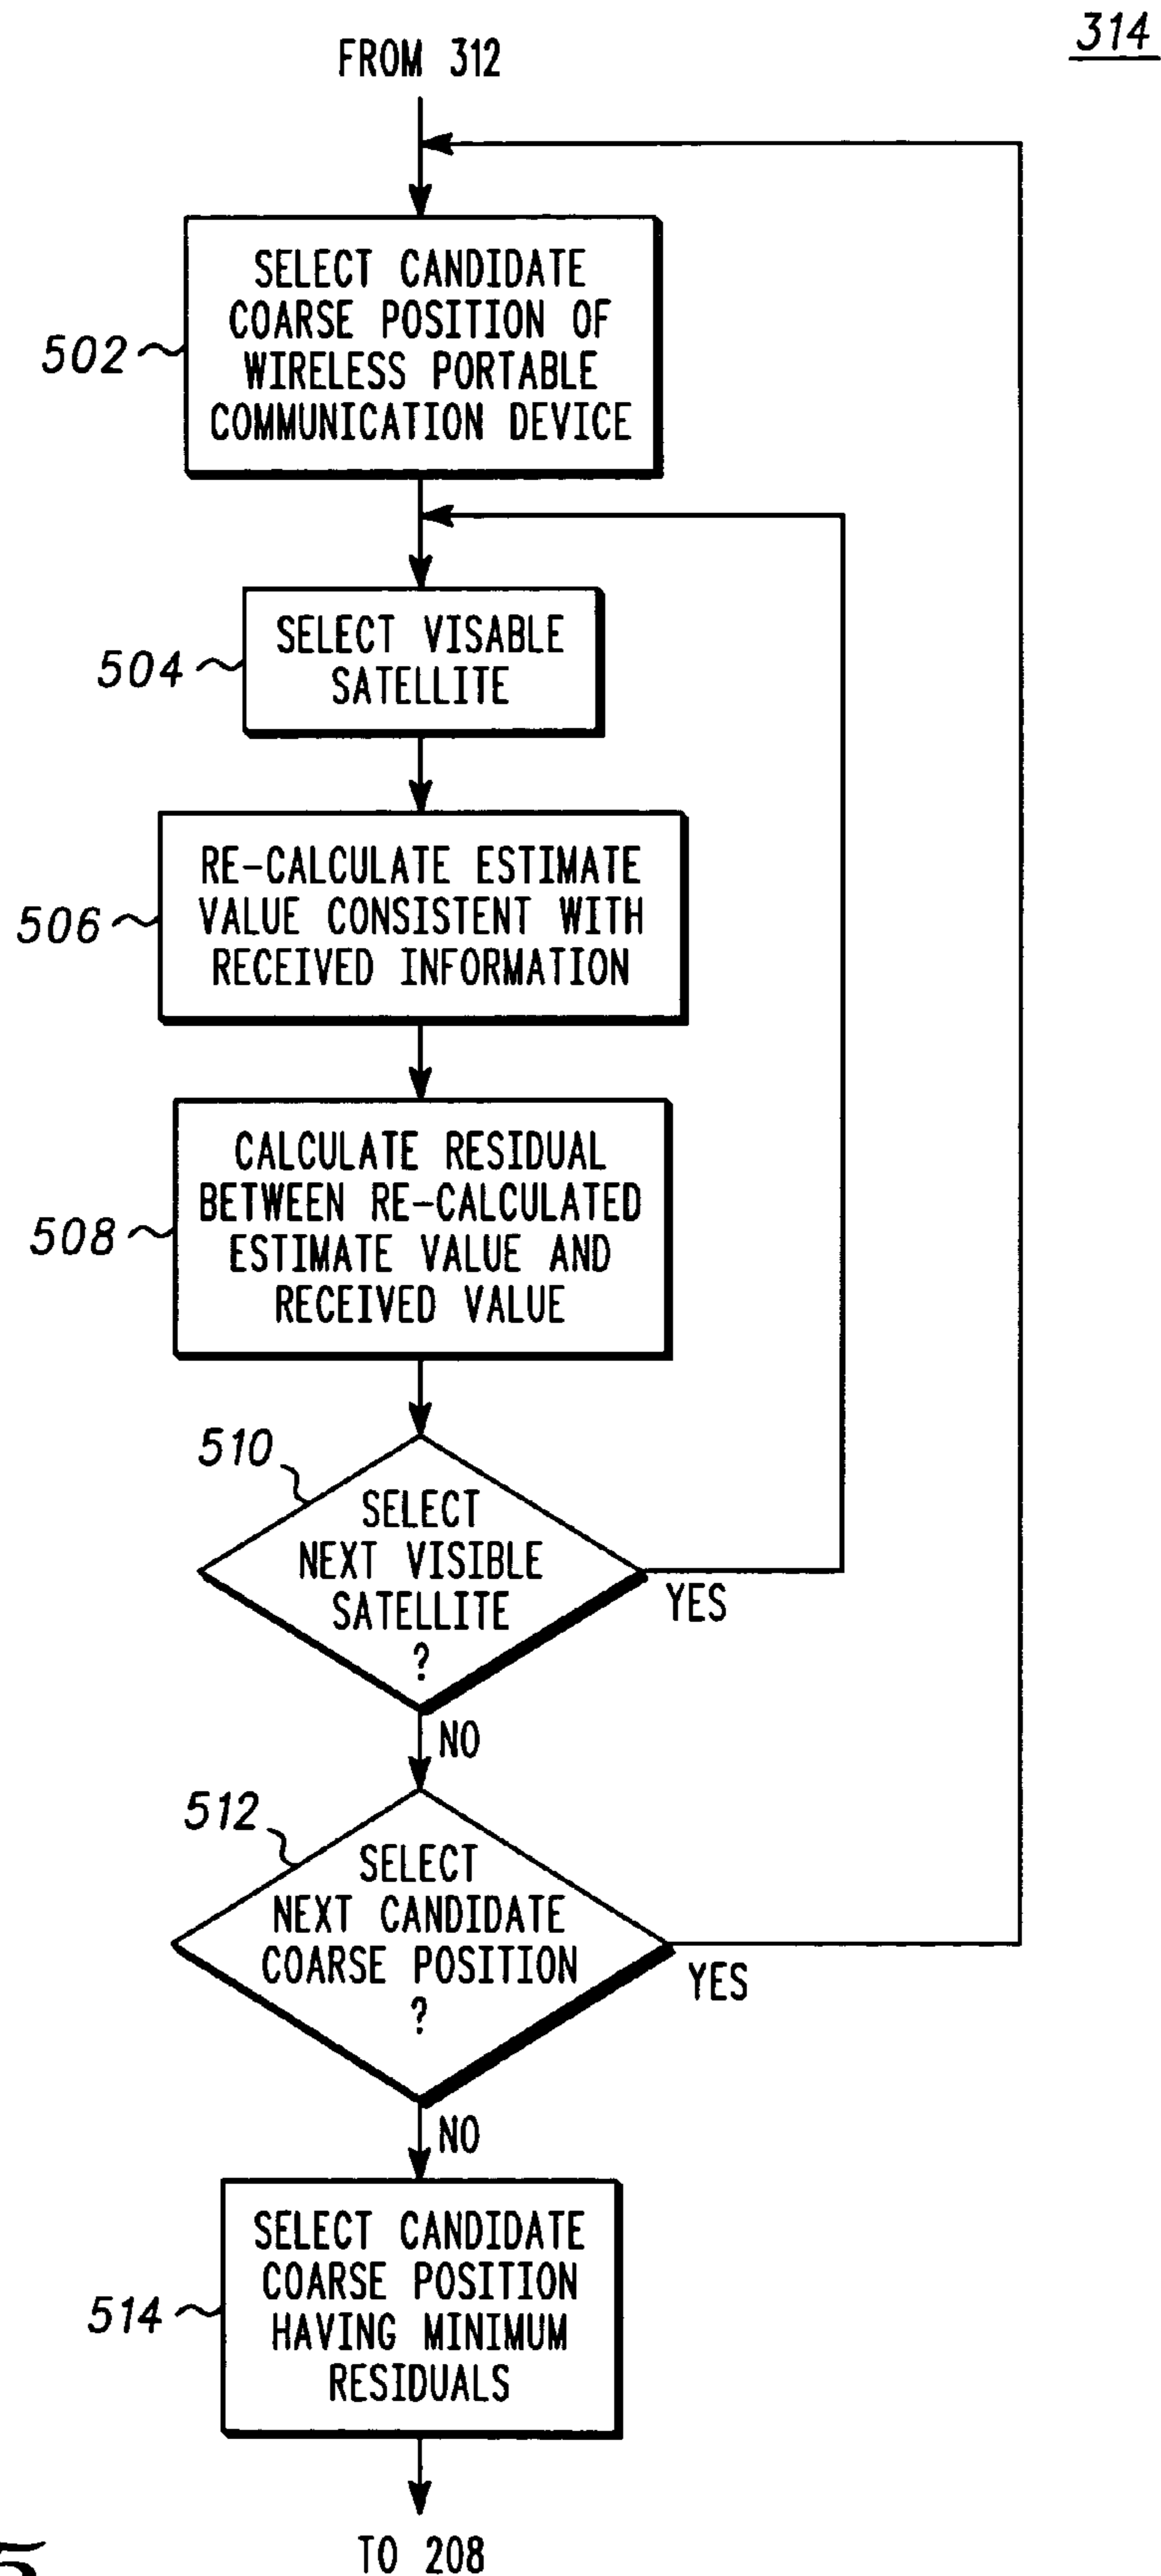 314
FROM 312
502
SELECT CANDIDATE
COARSE POSITION OF
WIRELESS PORTABLE
COMMUNICATION DEVICE
504
SELECT VISABLE
SATELLITE
506
RE-CALCULATE ESTIMATE
VALUE CONSISTENT WITH
RECEIVED INFORMATION
508
CALCULATE RESIDUAL
BETWEEN RE-CALCULATED
ESTIMATE VALUE AND
RECEIVED VALUE
510
SELECT
NEXT VISIBLE
SATELLITE
?
YES
NO
512
SELECT
NEXT CANDIDATE
COARSE POSITION
?
YES
NO
514
SELECT CANDIDATE
COARSE POSITION
HAVING MINIMUM
RESIDUALS
TO 208